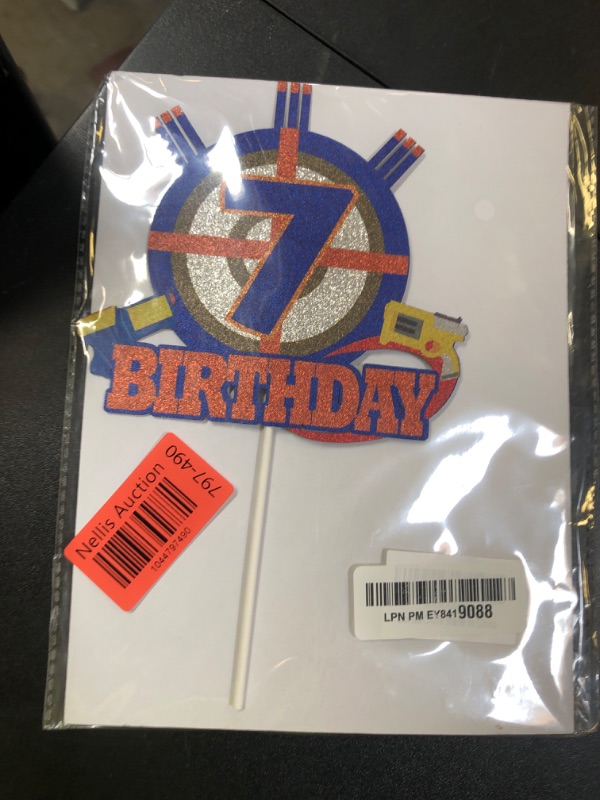 7
BIRTHDAY
Nellis Auction
797-490
1044797490
LPN PM EY8419088